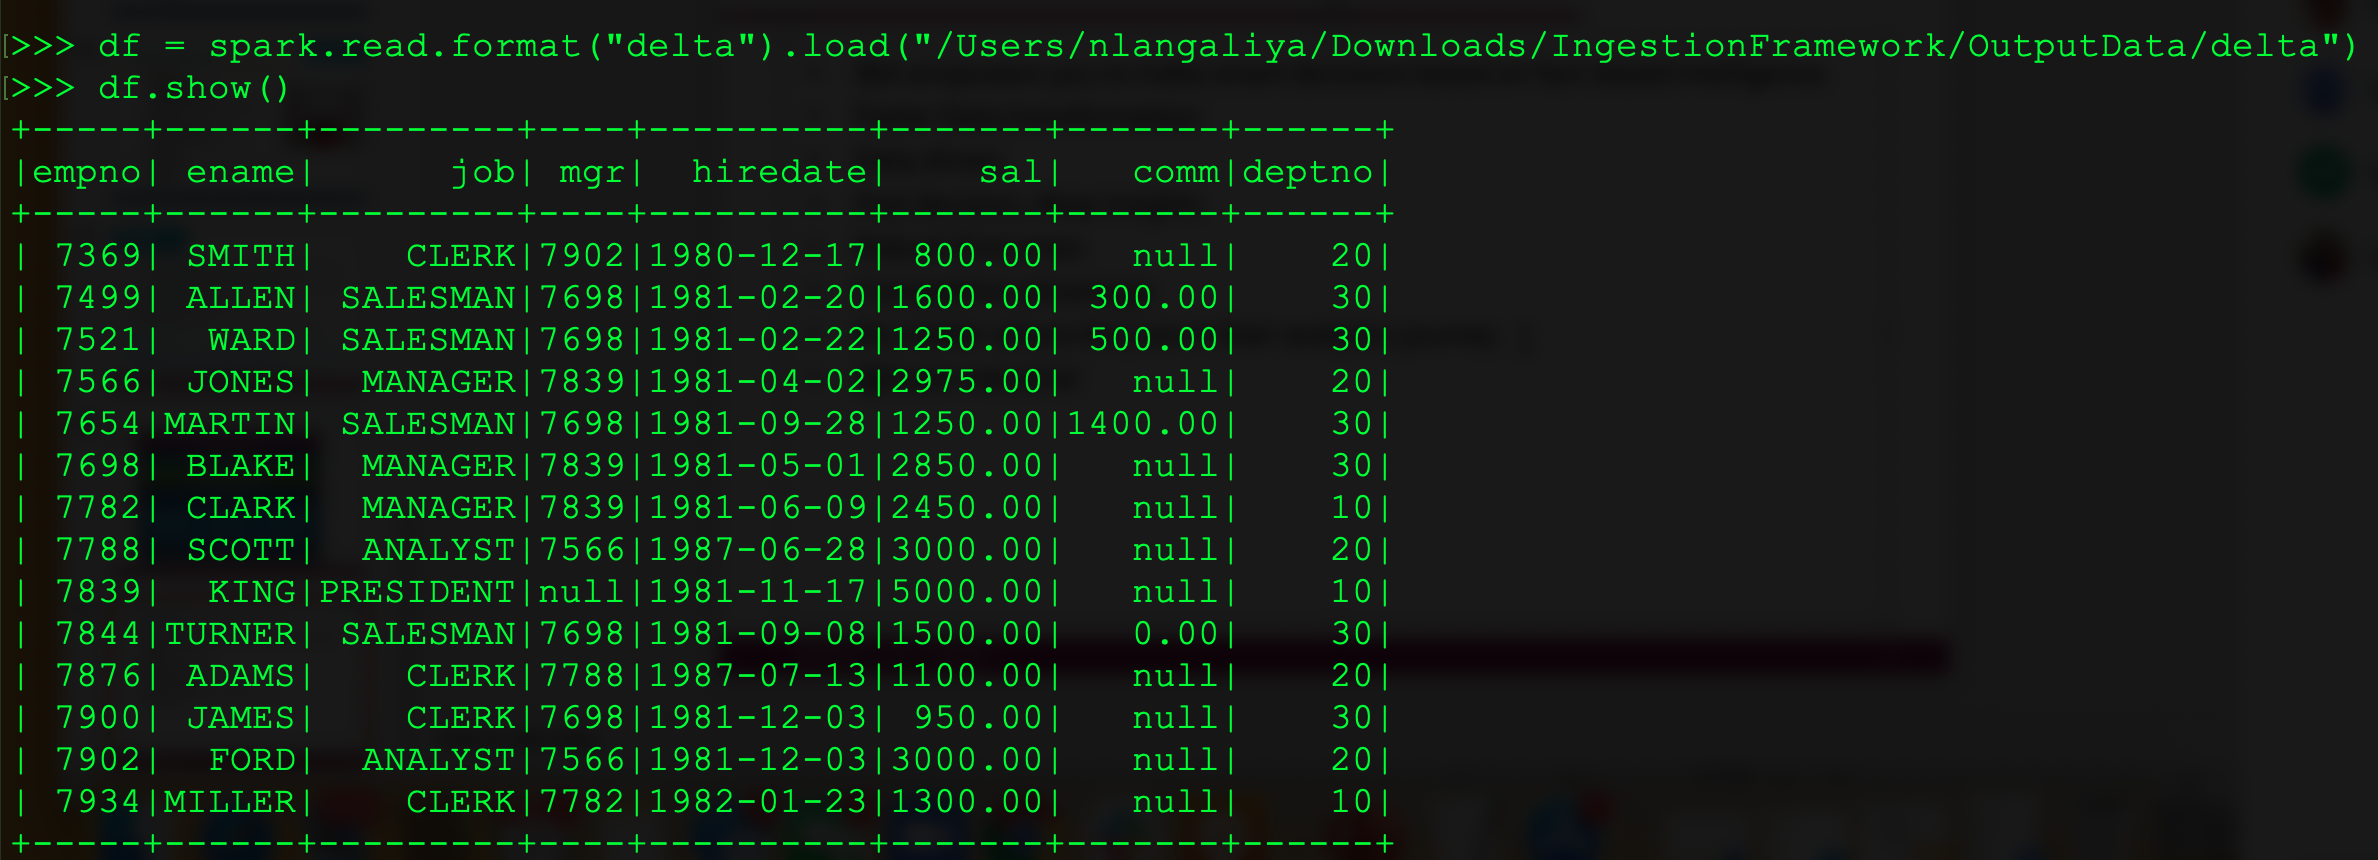 >>> df = spark.read.format("delta").load("/Users/nlangaliya/Downloads/IngestionFramework/OutputData/delta")
>>> df.show()
+-----+------+---------+----+----------+-------+-------+------+
|empno| ename|      job| mgr|  hiredate|    sal|   comm|deptno|
+-----+------+---------+----+----------+-------+-------+------+
| 7369| SMITH|    CLERK|7902|1980-12-17| 800.00|   null|    20|
| 7499| ALLEN| SALESMAN|7698|1981-02-20|1600.00| 300.00|    30|
| 7521|  WARD| SALESMAN|7698|1981-02-22|1250.00| 500.00|    30|
| 7566| JONES|  MANAGER|7839|1981-04-02|2975.00|   null|    20|
| 7654|MARTIN| SALESMAN|7698|1981-09-28|1250.00|1400.00|    30|
| 7698| BLAKE|  MANAGER|7839|1981-05-01|2850.00|   null|    30|
| 7782| CLARK|  MANAGER|7839|1981-06-09|2450.00|   null|    10|
| 7788| SCOTT|  ANALYST|7566|1987-06-28|3000.00|   null|    20|
| 7839|  KING|PRESIDENT|null|1981-11-17|5000.00|   null|    10|
| 7844|TURNER| SALESMAN|7698|1981-09-08|1500.00|   0.00|    30|
| 7876| ADAMS|    CLERK|7788|1987-07-13|1100.00|   null|    20|
| 7900| JAMES|    CLERK|7698|1981-12-03| 950.00|   null|    30|
| 7902|  FORD|  ANALYST|7566|1981-12-03|3000.00|   null|    20|
| 7934|MILLER|    CLERK|7782|1982-01-23|1300.00|   null|    10|
+-----+------+---------+----+----------+-------+-------+------+